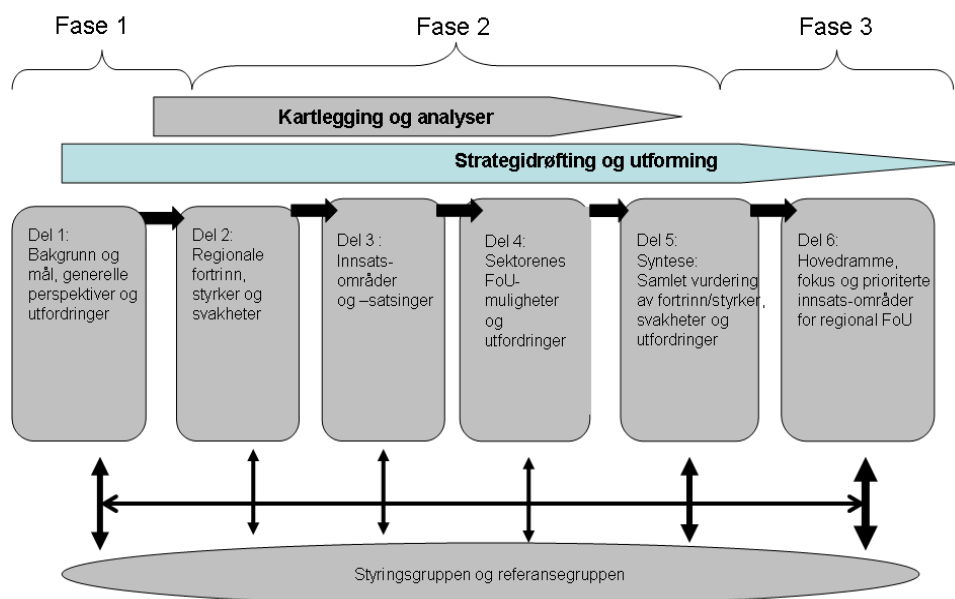 Fase 1
Fase 2
Fase 3
Kartlegging og analyser
Strategidrøfting og utforming
Del 1:
Bakgrunn og
mål, generelle
perspektiver og
utfordringer
Del 2:
Regionale
fortrinn,
styrker og
svakheter
Del 3 :
Innsats-
områder
og –satsinger
Del 4:
Sektorenes
FoU-
muligheter
og
utfordringer
Del 5:
Syntese:
Samlet vurdering
av fortrinn/styrker,
svakheter og
utfordringer
Del 6:
Hovedramme,
fokus og prioriterte
innsats-områder
for regional FoU
Styringsgruppen og referansegruppen